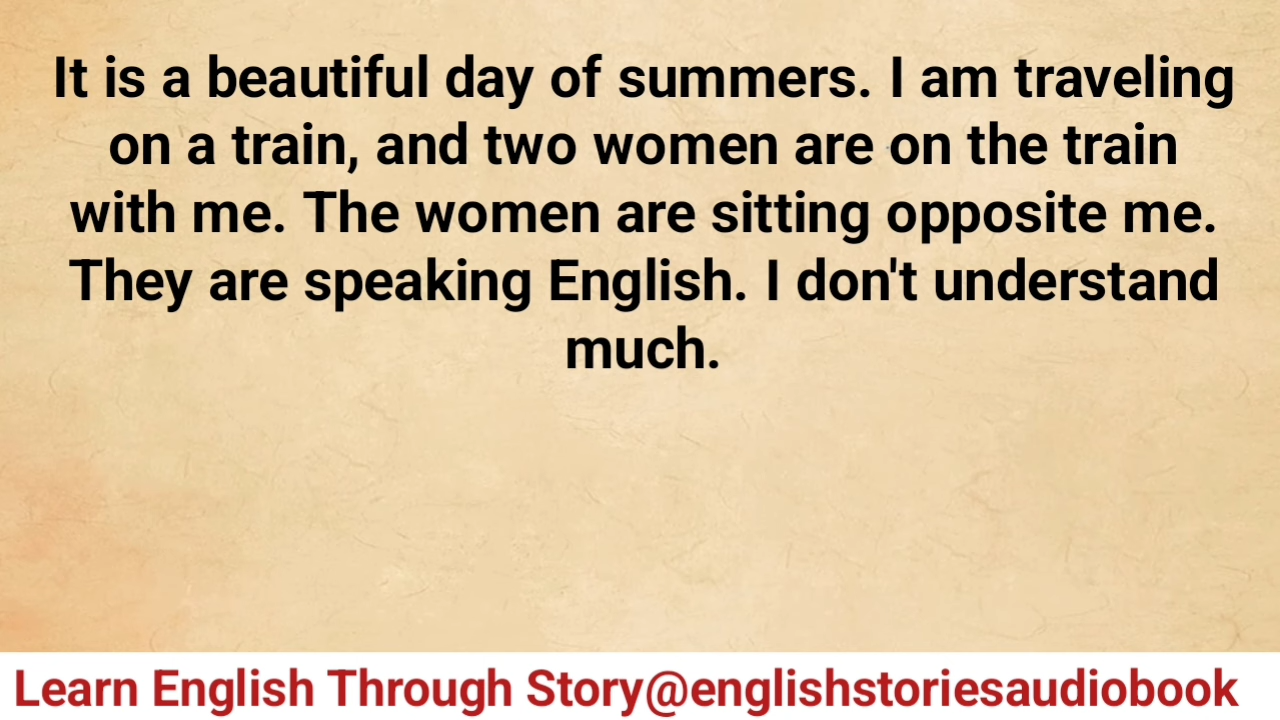 It is a beautiful day of summers. I am traveling
on a train, and two women are on the train
with me. The women are sitting opposite me.
They are speaking English. I don't understand
much.
Learn English Through Story@englishstoriesaudiobook